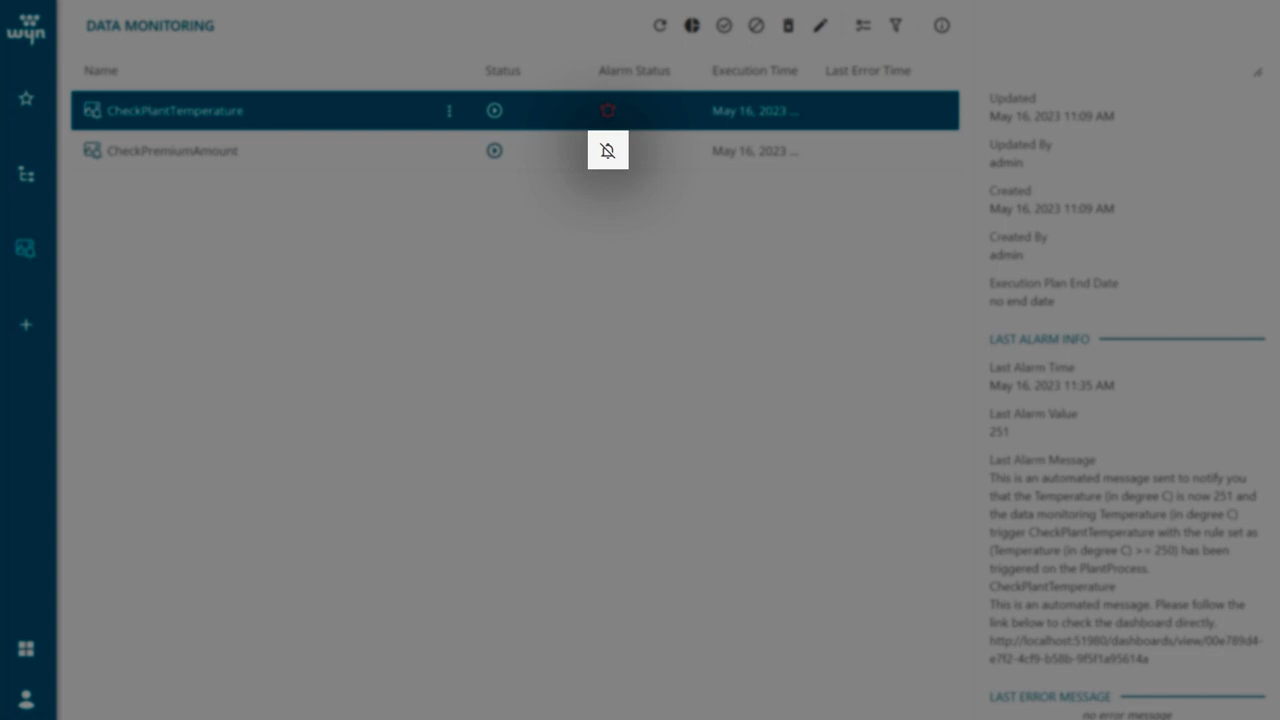 wyn
DATA MONITORING
Name
Status
Alarm Status
Execution Time
Last Error Time
CheckPlantTemperature
May 16, 2023 ...
CheckPremiumAmount
May 16, 2023 ...
Updated
May 16, 2023 11:09 AM
Updated By
admin
Created
May 16, 2023 11:09 AM
Created By
admin
Execution Plan End Date
no end date
LAST ALARM INFO
Last Alarm Time
May 16, 2023 11:35 AM
Last Alarm Value
251
Last Alarm Message
This is an automated message sent to notify you
that the Temperature (in degree C) is now 251 and
the data monitoring Temperature (in degree C)
trigger CheckPlantTemperature with the rule set as
(Temperature (in degree C) >= 250) has been
triggered on the PlantProcess.
CheckPlantTemperature
This is an automated message. Please follow the
link below to check the dashboard directly.
http://localhost:51980/dashboards/view/00e789d4-
e7f2-4cf9-b58b-9f5f1a95614a
LAST ERROR MESSAGE
no error message